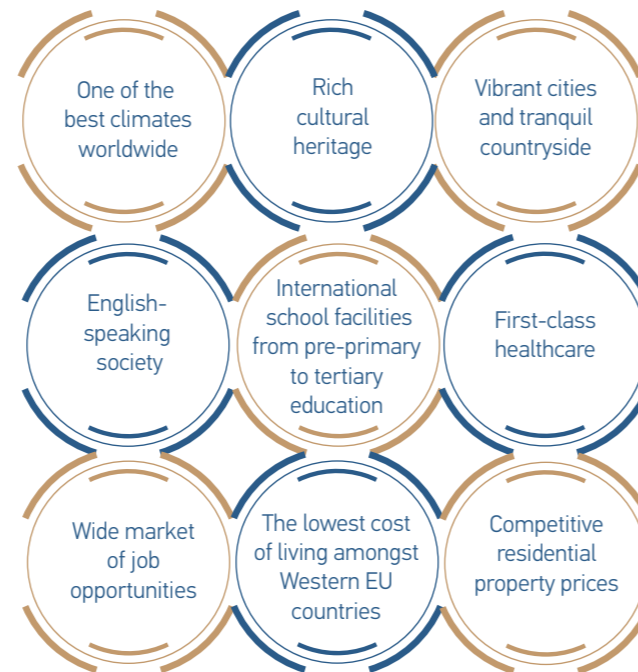 One of the
best climates
worldwide
Rich
cultural
heritage
Vibrant cities
and tranquil
countryside
English-
speaking
society
International
school facilities
from pre-primary
to tertiary
education
First-class
healthcare
Wide market
of job
opportunities
The lowest cost
of living amongst
Western EU
countries
Competitive
residential
property prices